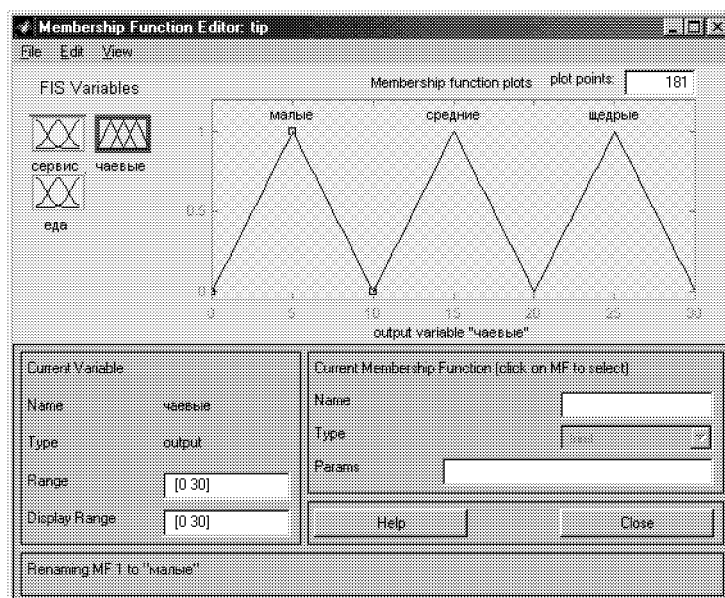 Membership Function Editor: tip
File Edit View
FIS Variables
Membership function plots plot points: 181
сервис чаевые
еда
малые средние щедрые
1
0.5
0
0 5 10 15 20 25 30
output variable "чаевые"
Current Variable
Name чаевые
Type output
Range [0 30]
Display Range [0 30]
Current Membership Function (click on MF to select)
Name
Type trimf
Params
Help Close
Renaming MF 1 to "малые"